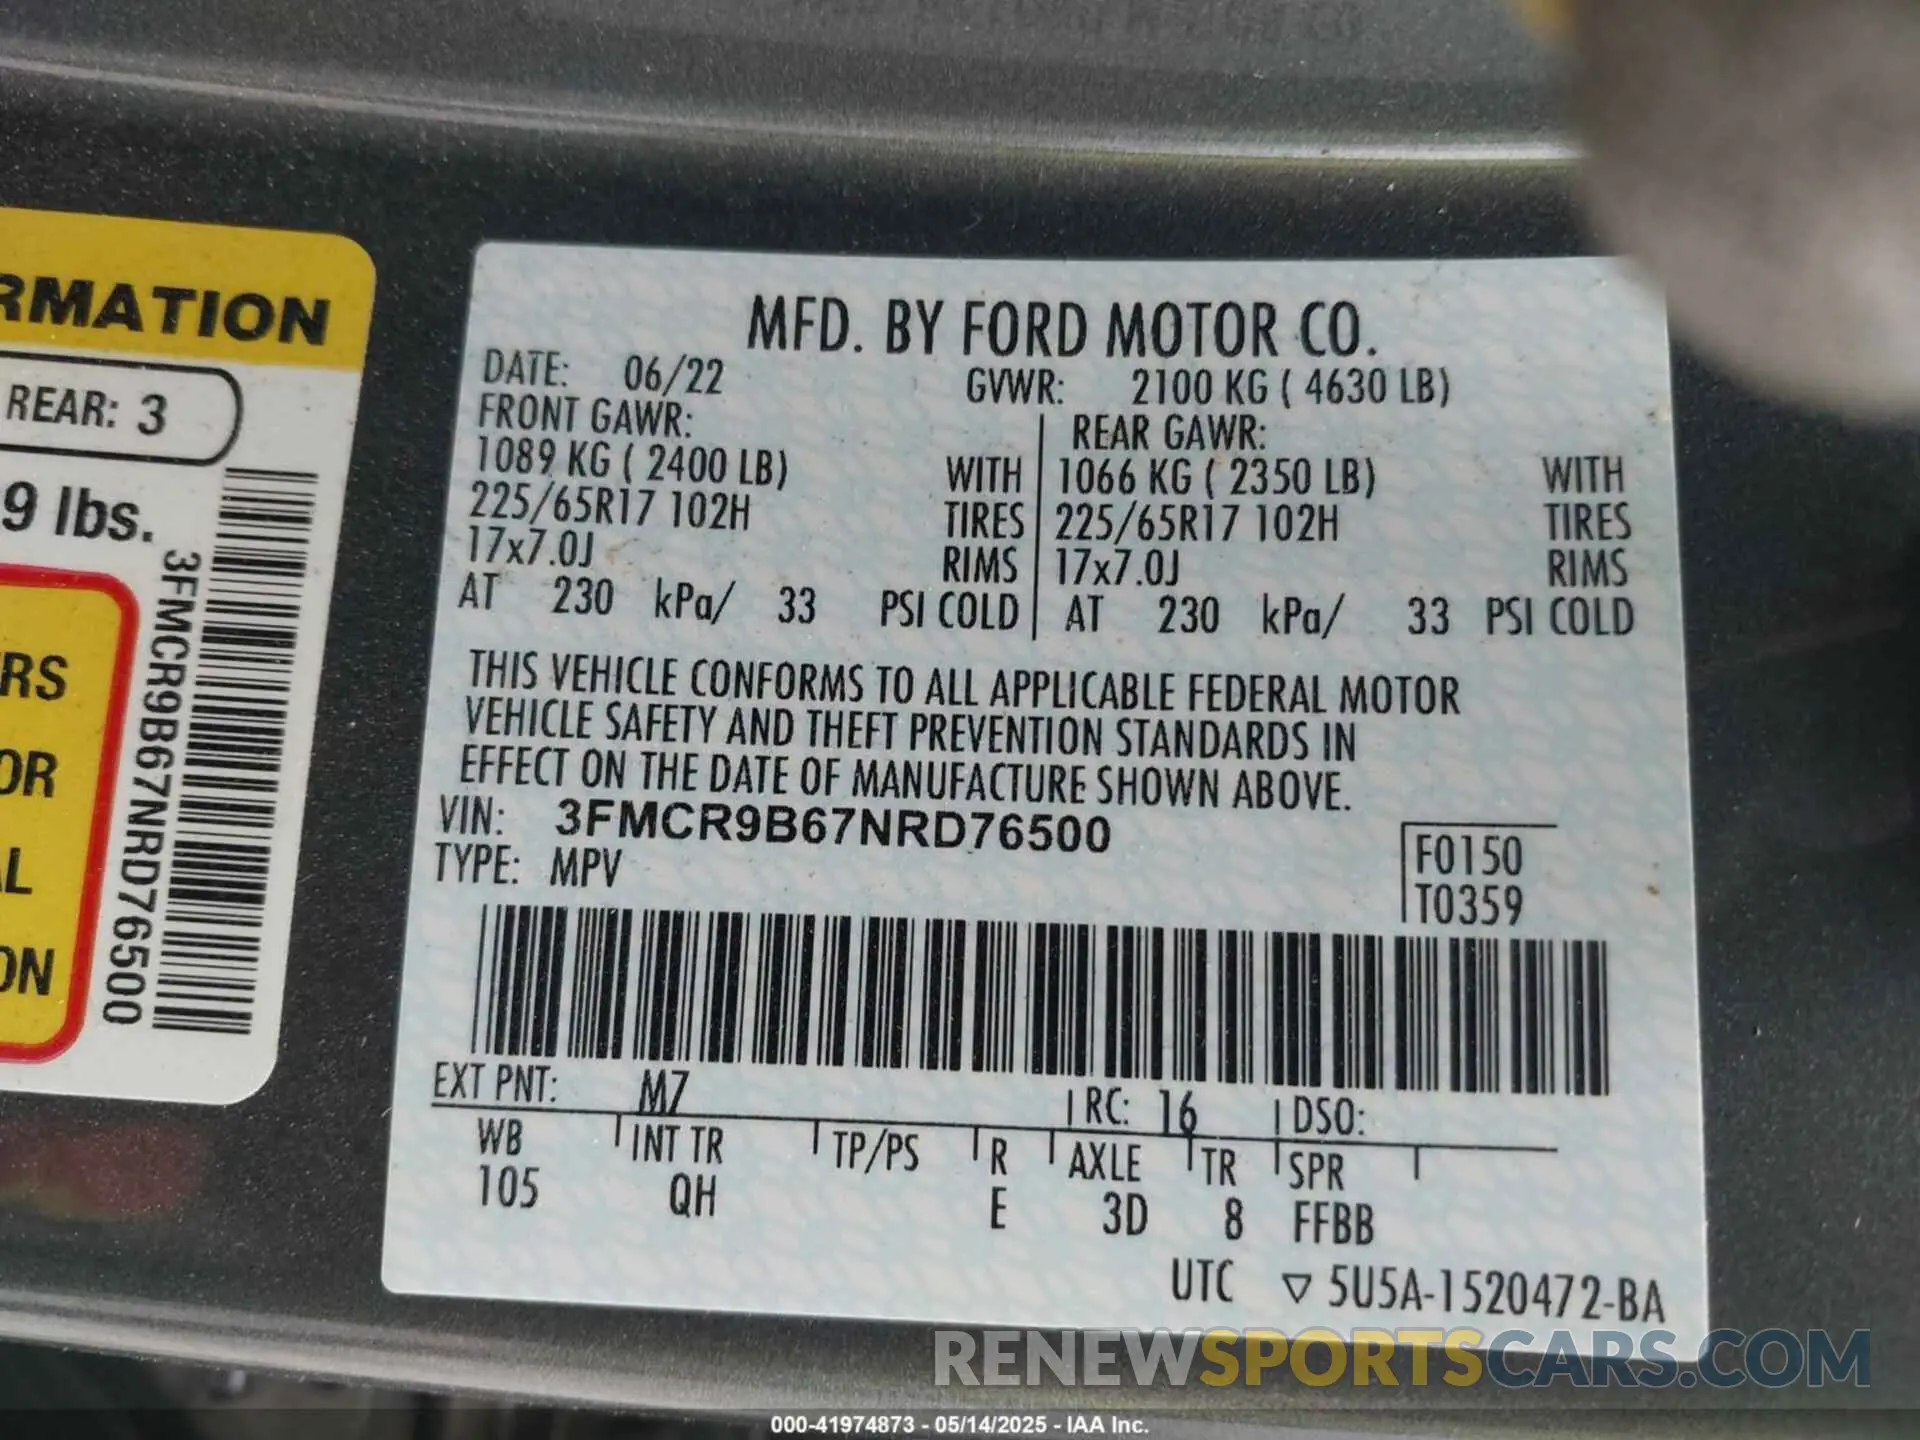 RMATION
REAR: 3
9 lbs.
RS
OR
AL
ON
3FMCR9B67NRD76500
MFD. BY FORD MOTOR CO.
DATE: 06/22 GVWR: 2100 KG ( 4630 LB)
FRONT GAWR: REAR GAWR:
1089 KG ( 2400 LB) WITH 1066 KG ( 2350 LB) WITH
225/65R17 102H TIRES 225/65R17 102H TIRES
17x7.0J RIMS 17x7.0J RIMS
AT 230 kPa/ 33 PSI COLD AT 230 kPa/ 33 PSI COLD
THIS VEHICLE CONFORMS TO ALL APPLICABLE FEDERAL MOTOR
VEHICLE SAFETY AND THEFT PREVENTION STANDARDS IN
EFFECT ON THE DATE OF MANUFACTURE SHOWN ABOVE.
VIN: 3FMCR9B67NRD76500
TYPE: MPV
F0150
T0359
EXT PNT: M7 RC: 16 DSO:
WB INT TR TP/PS R AXLE TR SPR
105 QH E 3D 8 FFBB
UTC ▽ 5U5A-1520472-BA
RENEWSPORTSCARS.COM
000-41974873 - 05/14/2025 - IAA Inc.